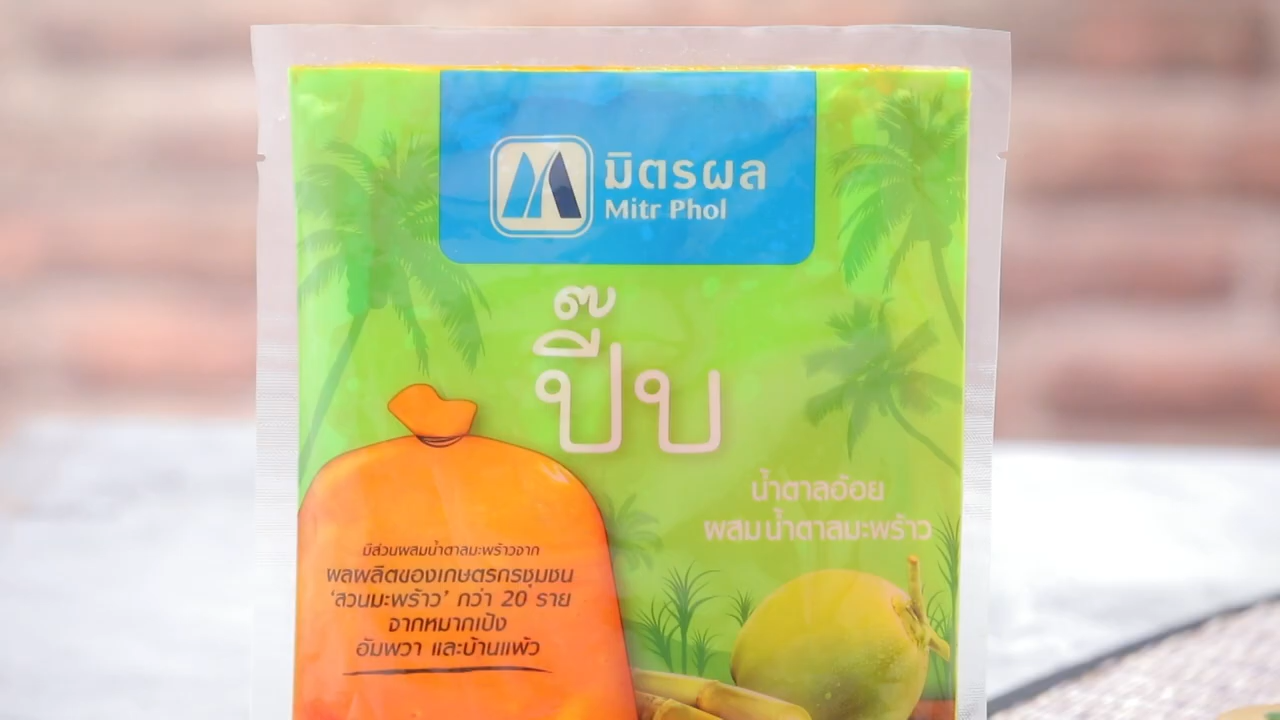 มิตรผล
Mitr Phol
ปี๊บ
น้ำตาลอ้อย
ผสมน้ำตาลมะพร้าว
มีส่วนผสมน้ำตาลมะพร้าวจาก
ผลผลิตของเกษตรกรชุมชน
‘สวนมะพร้าว’ กว่า 20 ราย
จากหมากเป้ง
อัมพวา และบ้านแพ้ว